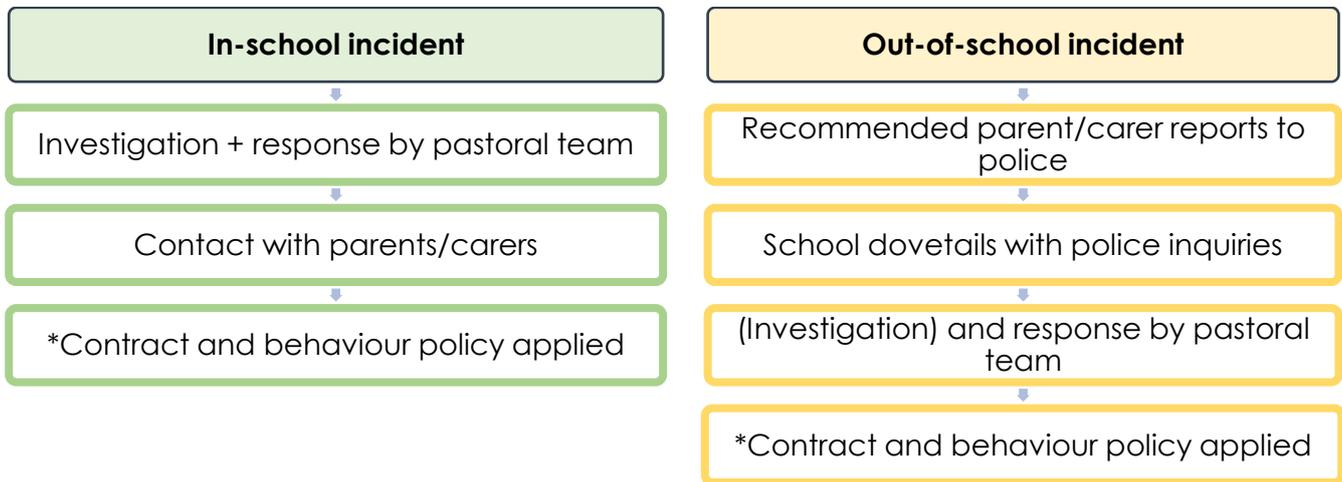 In-school incident
Investigation + response by pastoral team
Contact with parents/carers
*Contract and behaviour policy applied
Out-of-school incident
Recommended parent/carer reports to
police
School dovetails with police inquiries
(Investigation) and response by pastoral
team
*Contract and behaviour policy applied